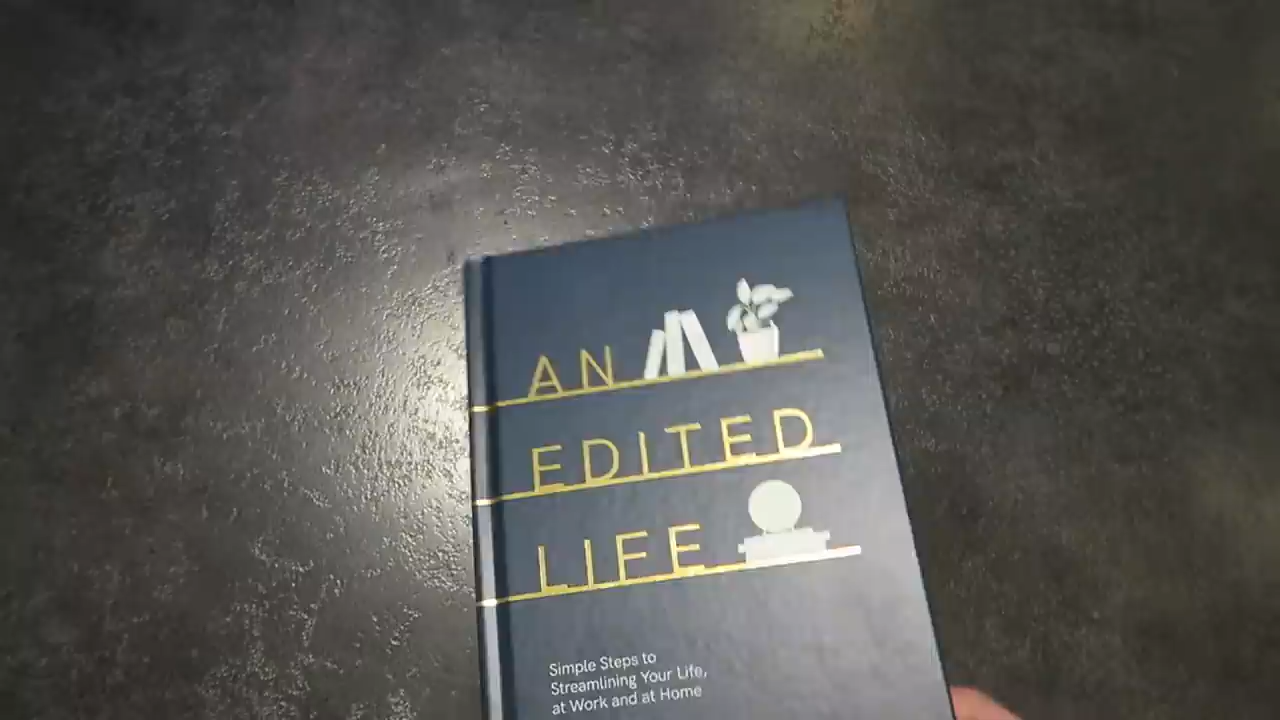 AN
EDITED
LIFE
Simple Steps to
Streamlining Your Life,
at Work and at Home